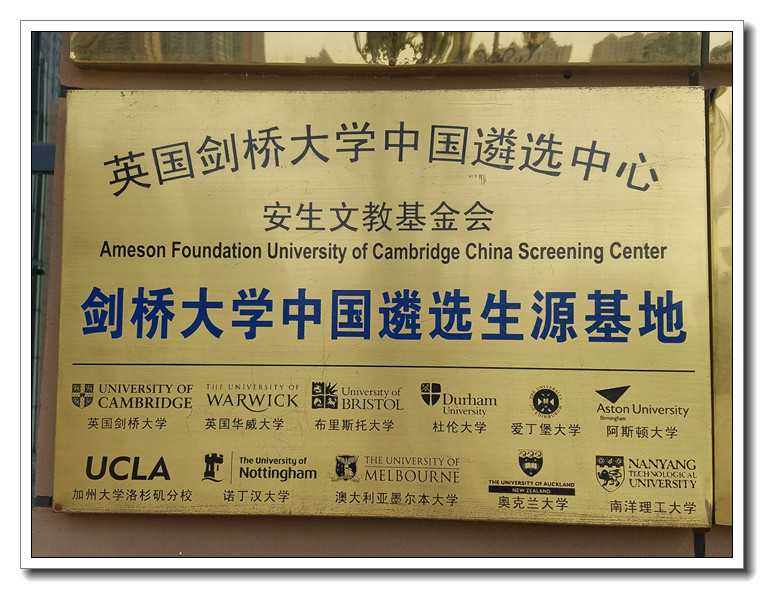 英国剑桥大学中国遴选中心
安生文教基金会
Ameson Foundation University of Cambridge China Screening Center
剑桥大学中国遴选生源基地
UNIVERSITY OF CAMBRIDGE
英国剑桥大学
THE UNIVERSITY OF WARWICK
英国华威大学
University of BRISTOL
布里斯托大学
Durham University
杜伦大学
爱丁堡大学
Aston University
Birmingham
阿斯顿大学
UCLA
加州大学洛杉矶分校
The University of Nottingham
诺丁汉大学
THE UNIVERSITY OF MELBOURNE
澳大利亚墨尔本大学
THE UNIVERSITY OF AUCKLAND
NEW ZEALAND
奥克兰大学
NANYANG TECHNOLOGICAL UNIVERSITY
南洋理工大学